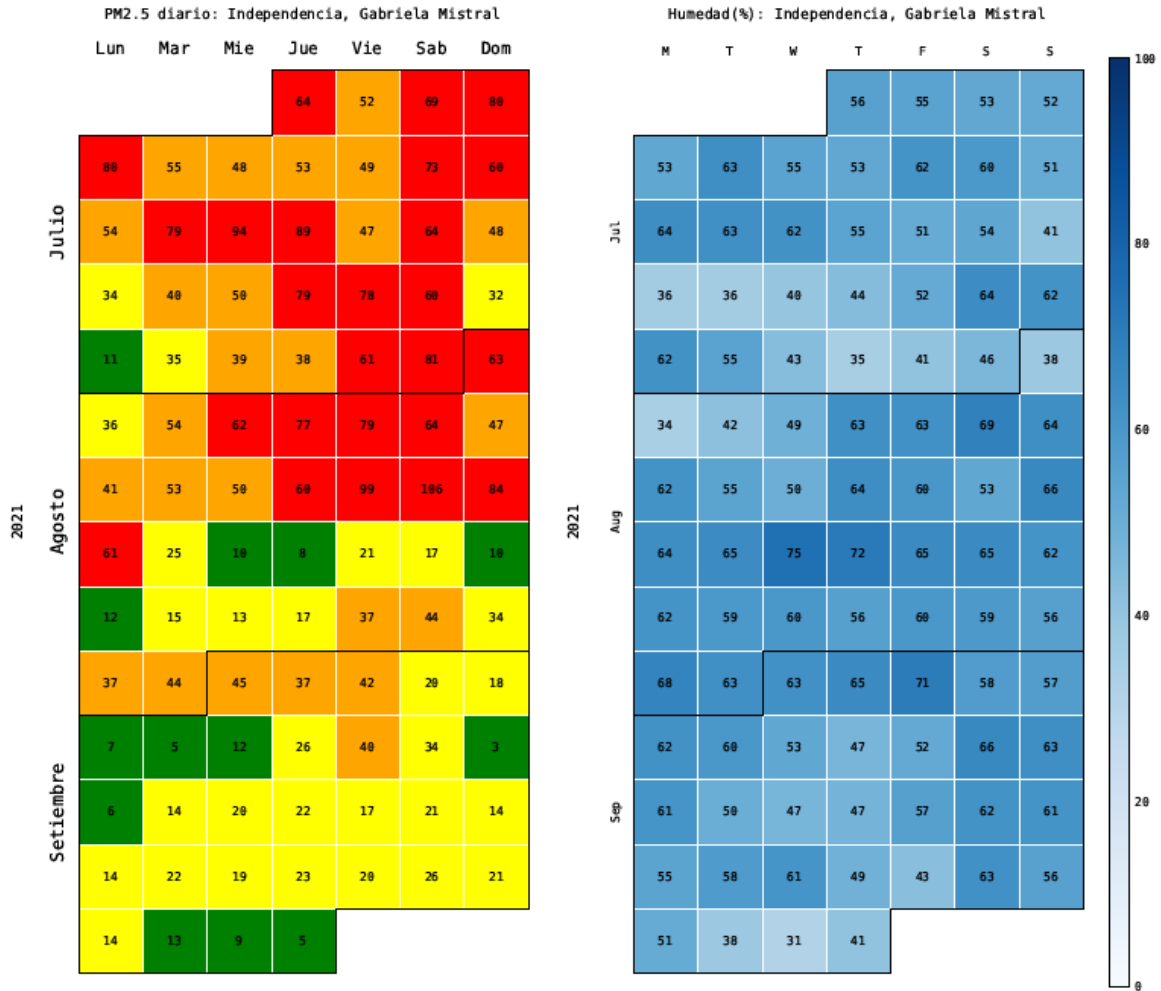 PM2.5 diario: Independencia, Gabriela Mistral
Lun Mar Mie Jue Vie Sab Dom
64 52 69 80
80 55 48 53 49 73 60
54 79 94 89 47 64 48
34 40 50 79 78 60 32
11 35 39 38 61 81 63
36 54 62 77 79 64 47
41 53 50 60 99 106 84
61 25 10 8 21 17 10
12 15 13 17 37 44 34
37 44 45 37 42 20 18
7 5 12 26 40 34 3
6 14 20 22 17 21 14
14 22 19 23 20 26 21
14 13 9 5
Julio
Agosto
Setiembre
2021
Humedad(%): Independencia, Gabriela Mistral
M T W T F S S
56 55 53 52
53 63 55 53 62 60 51
64 63 62 55 51 54 41
36 36 40 44 52 64 62
62 55 43 35 41 46 38
34 42 49 63 63 69 64
62 55 50 64 60 53 66
64 65 75 72 65 65 62
62 59 60 56 60 59 56
68 63 63 65 71 58 57
62 60 53 47 52 66 63
61 50 47 47 57 62 61
55 58 61 49 43 63 56
51 38 31 41
Jul
Aug
Sep
2021
100
80
60
40
20
0